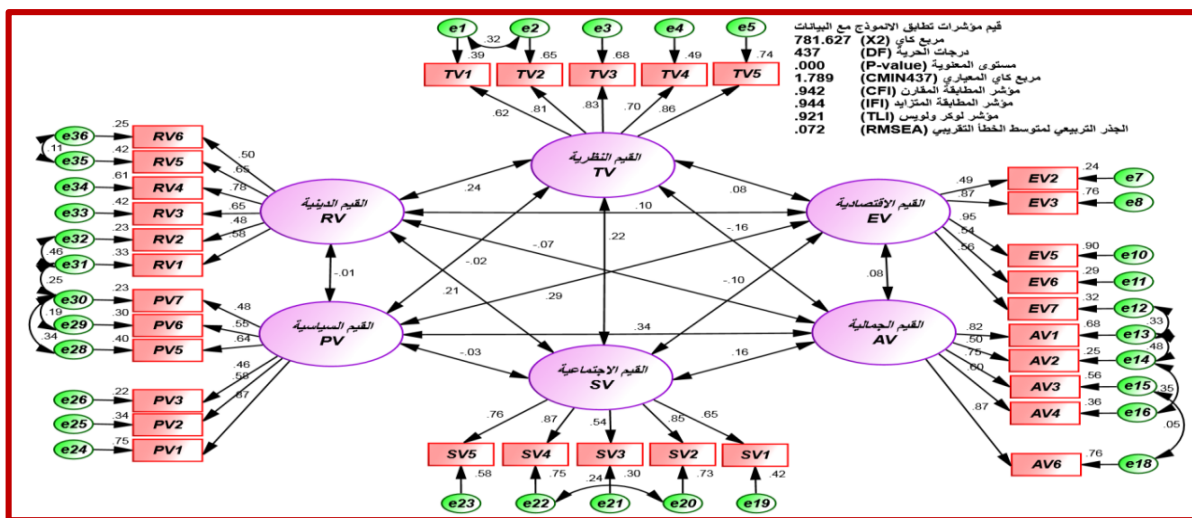 قيم مؤشرات تطابق الانموذج مع البيانات
مربع كاي (X2) 781.627
درجات الحرية (DF) 437
مستوى المعنوية (P-value) .000
مربع كاي المعياري (CMIN437) 1.789
مؤشر المطابقة المقارن (CFI) .942
مؤشر المطابقة المتزايد (IFI) .944
مؤشر لوكر ولويس (TLI) .921
الجذر التربيعي لمتوسط الخطأ التقريبي (RMSEA) .072
e1 e2 e3 e4 e5
.32
.39 .65 .68 .49 .74
TV1 TV2 TV3 TV4 TV5
.62 .81 .83 .70 .86
القيم النظرية
TV
e36 .25 RV6 .50
.11
e35 .42 RV5 .65
e34 .61 RV4 .78
e33 .42 RV3 .65
e32 .23 RV2 .48
.46
e31 .33 RV1 .58
القيم الدينية
RV
.25
e30 .23 PV7 .48
.19
e29 .30 PV6 .55
.34
e28 .40 PV5 .64
e26 .22 PV3 .46
e25 .34 PV2 .58
e24 .75 PV1 .87
القيم السياسية
PV
.24 .08
.10
-.07 .22 -.16
-.01 -.02 -.10 .08
.21 .29
.34
-.03 .16
القيم الاقتصادية
EV
.49 EV2 .24 e7
.87 EV3 .76 e8
.95 EV5 .90 e10
.54 EV6 .29 e11
.56 EV7 .32 e12
القيم الجمالية
AV
.82 AV1 .68 e13
.33
.50 AV2 .25 e14
.48
.75 AV3 .56 e15
.60 AV4 .36 e16
.35
.05
.87 AV6 .76 e18
القيم الاجتماعية
SV
.76 .87 .54 .85 .65
SV5 SV4 SV3 SV2 SV1
.58 .75 .30 .73 .42
.24
e23 e22 e21 e20 e19